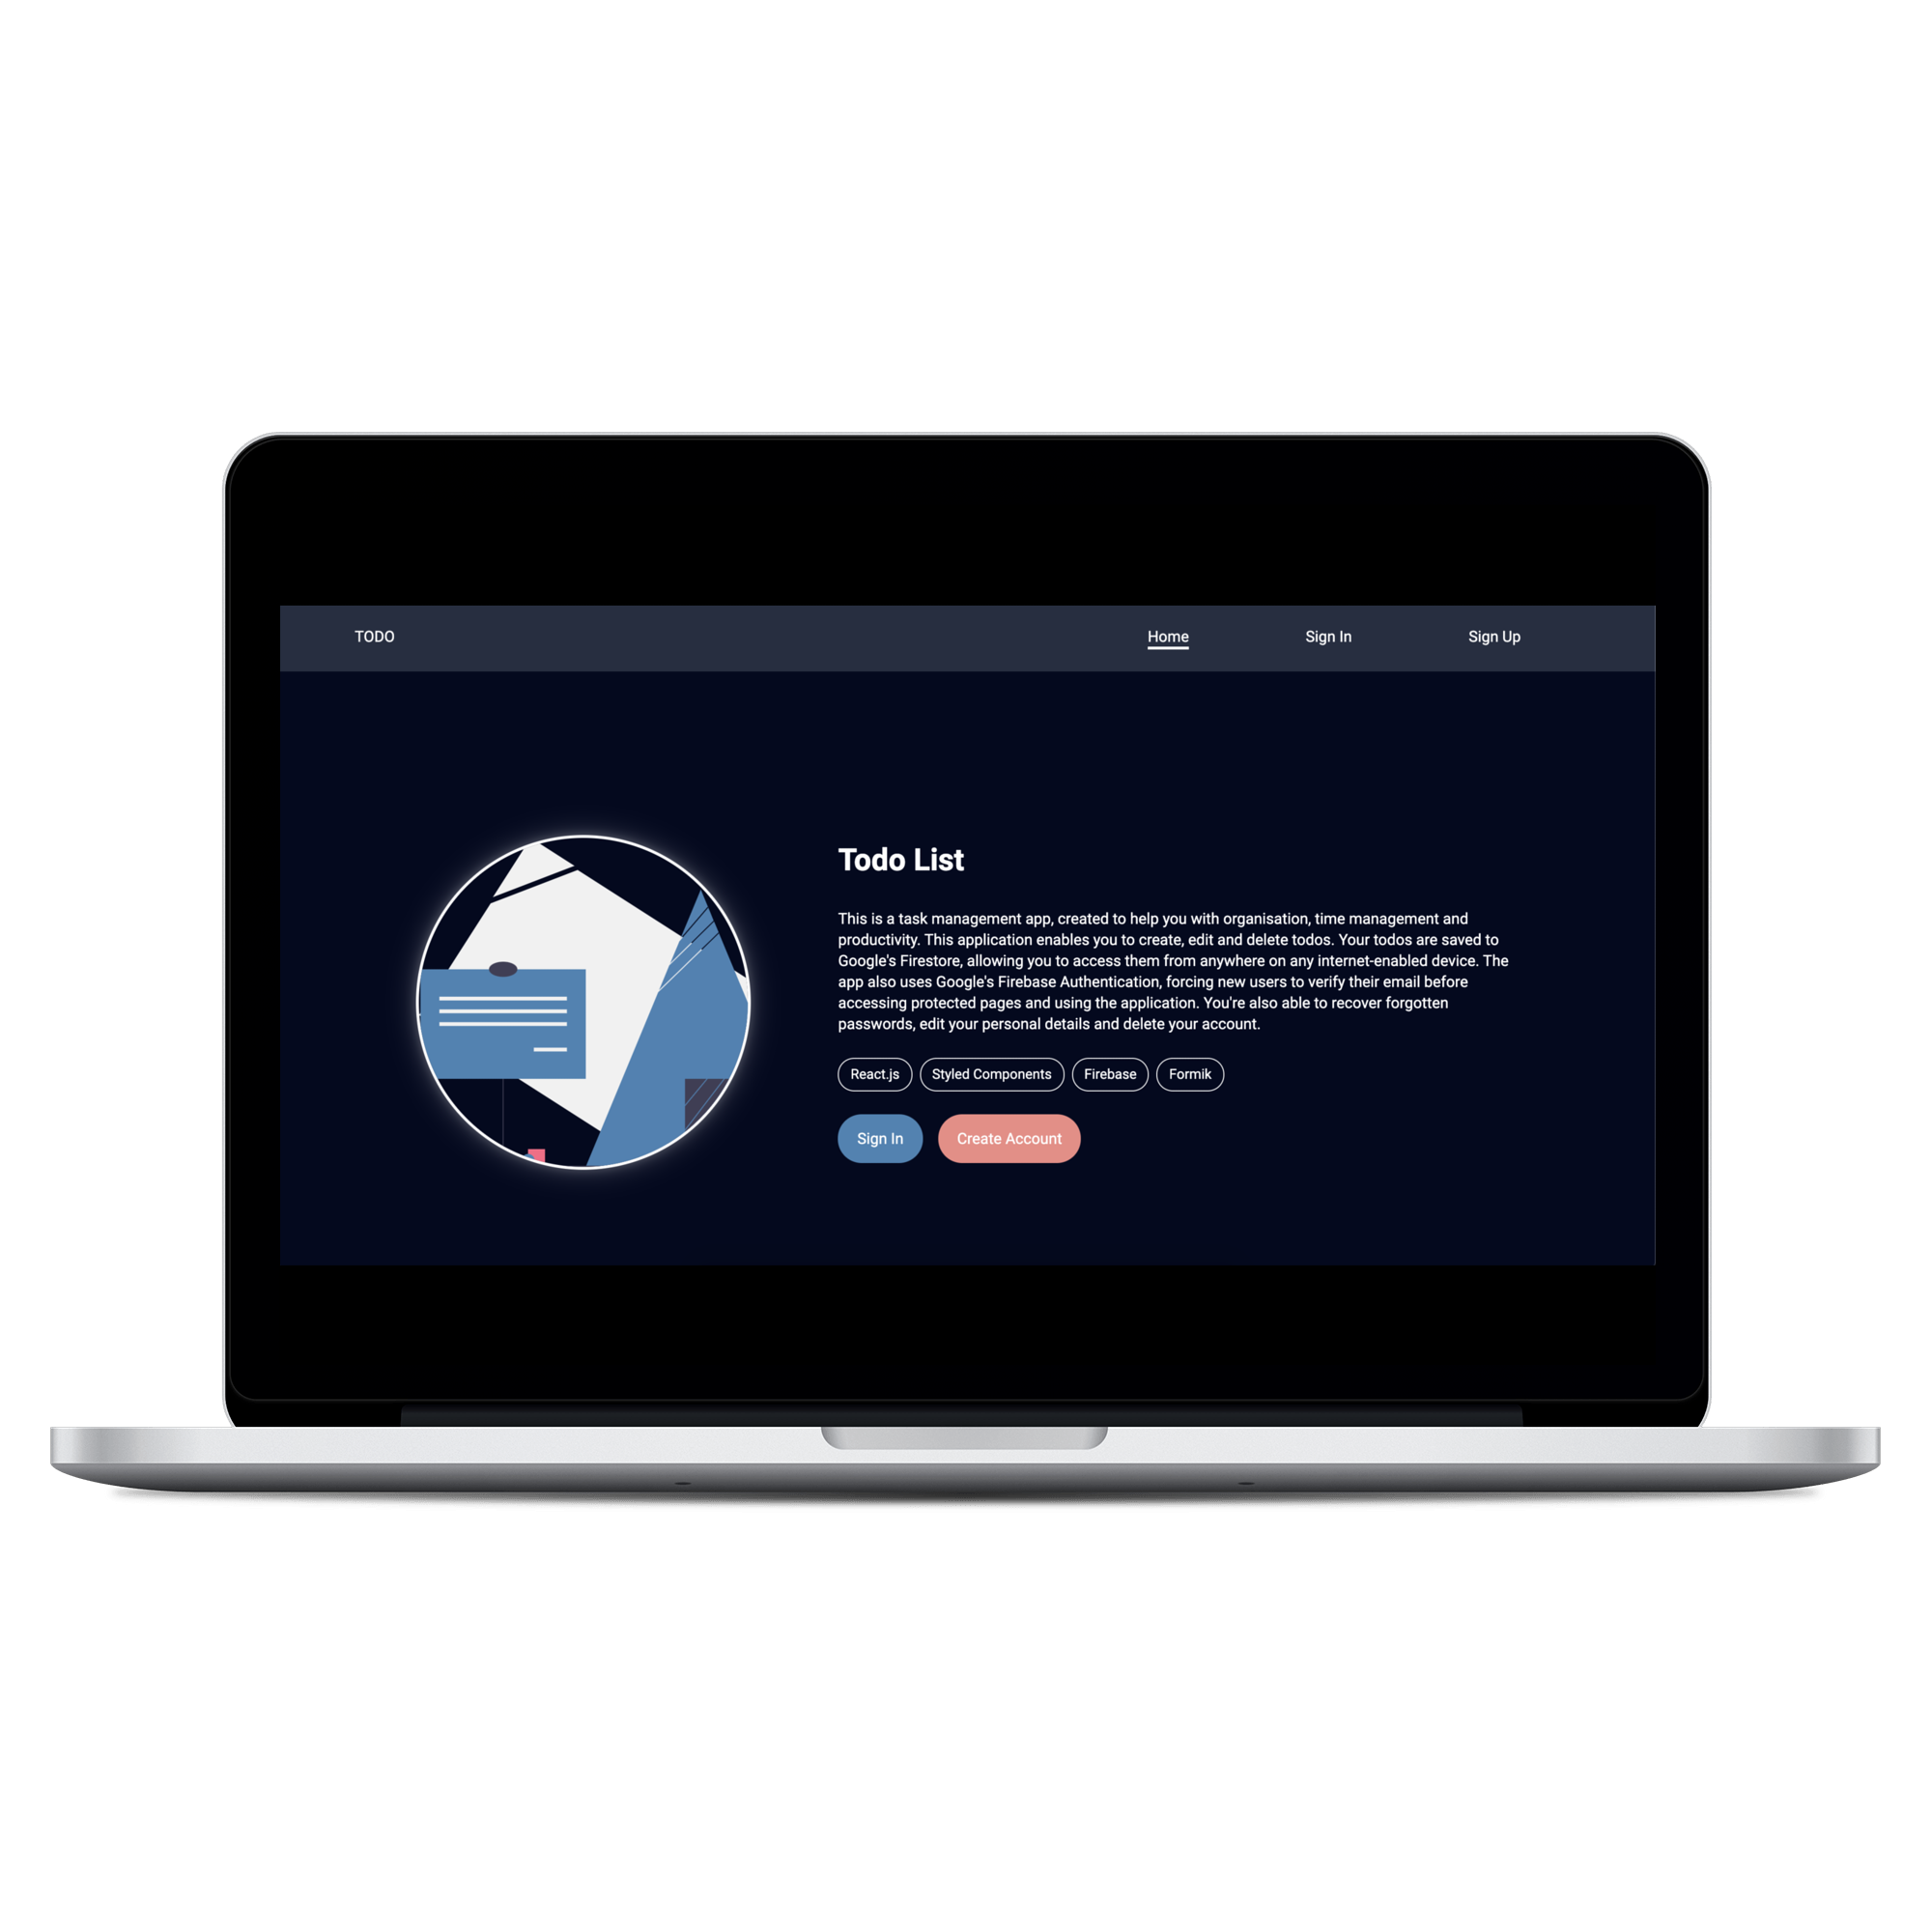 TODO
Home
Sign In
Sign Up
Todo List
This is a task management app, created to help you with organisation, time management and
productivity. This application enables you to create, edit and delete todos. Your todos are saved to
Google's Firestore, allowing you to access them from anywhere on any internet-enabled device. The
app also uses Google's Firebase Authentication, forcing new users to verify their email before
accessing protected pages and using the application. You're also able to recover forgotten
passwords, edit your personal details and delete your account.
React.js
Styled Components
Firebase
Formik
Sign In
Create Account